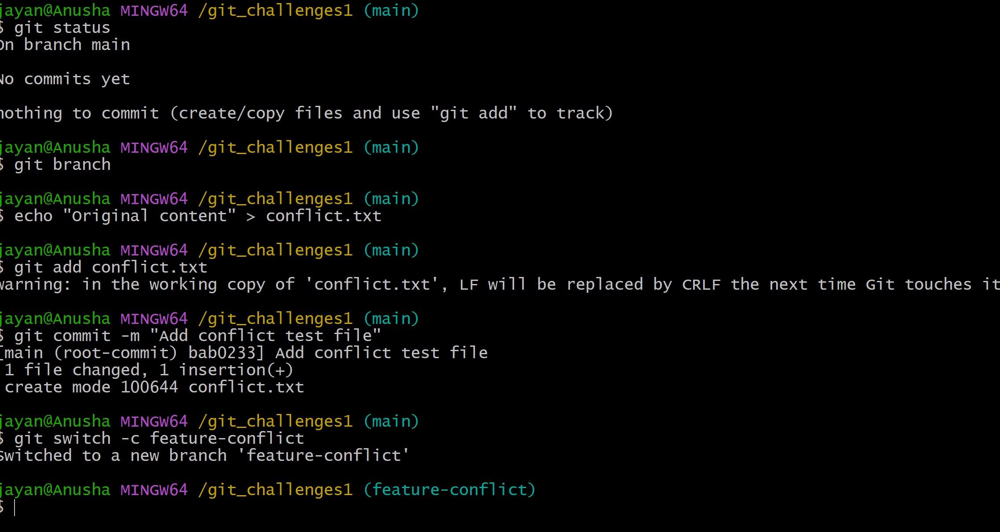 jayan@Anusha MINGW64 /git_challenges1 (main)
$ git status
On branch main
No commits yet
nothing to commit (create/copy files and use "git add" to track)
jayan@Anusha MINGW64 /git_challenges1 (main)
$ git branch
jayan@Anusha MINGW64 /git_challenges1 (main)
$ echo "Original content" > conflict.txt
jayan@Anusha MINGW64 /git_challenges1 (main)
$ git add conflict.txt
warning: in the working copy of 'conflict.txt', LF will be replaced by CRLF the next time Git touches it
jayan@Anusha MINGW64 /git_challenges1 (main)
$ git commit -m "Add conflict test file"
[main (root-commit) bab0233] Add conflict test file
1 file changed, 1 insertion(+)
create mode 100644 conflict.txt
jayan@Anusha MINGW64 /git_challenges1 (main)
$ git switch -c feature-conflict
Switched to a new branch 'feature-conflict'
jayan@Anusha MINGW64 /git_challenges1 (feature-conflict)
$